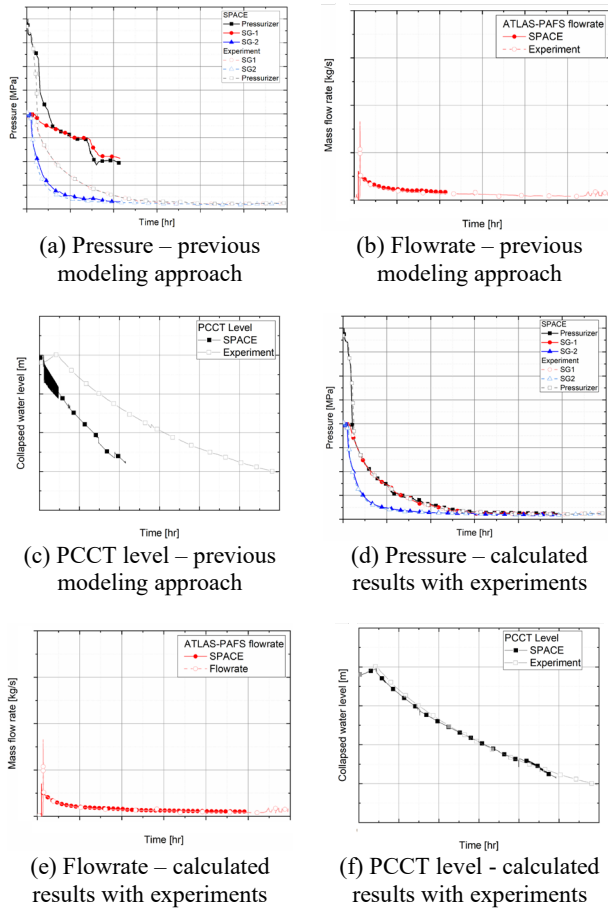 SPACE
Pressurizer
SG-1
SG-2
Experiment
SG1
SG2
Pressurizer
Pressure [MPa]
Time [hr]
(a) Pressure – previous
modeling approach
ATLAS-PAFS flowrate
SPACE
Experiment
Mass flow rate [kg/s]
Time [hr]
(b) Flowrate – previous
modeling approach
PCCT Level
SPACE
Experiment
Collapsed water level [m]
Time [hr]
(c) PCCT level – previous
modeling approach
SPACE
Pressurizer
SG-1
SG-2
Experiment
SG1
SG2
Pressurizer
Pressure [MPa]
Time [hr]
(d) Pressure – calculated
results with experiments
ATLAS-PAFS flowrate
SPACE
Flowrate
Mass flow rate [kg/s]
Time [hr]
(e) Flowrate – calculated
results with experiments
PCCT Level
SPACE
Experiment
Collapsed water level [m]
Time [hr]
(f) PCCT level - calculated
results with experiments